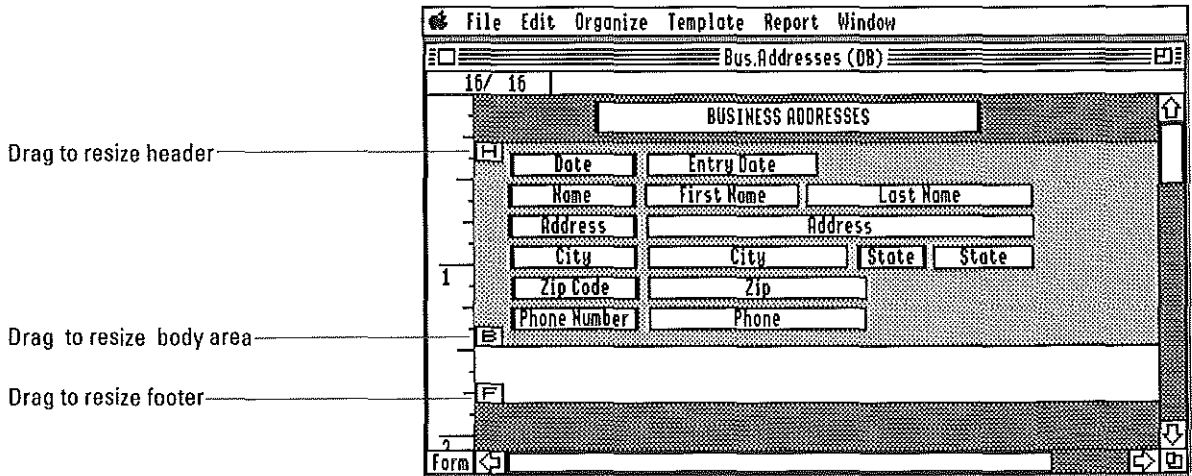 File Edit Organize Template Report Window
Bus.Addresses (DB)
16/ 16
BUSINESS ADDRESSES
Drag to resize header
H
Date Entry Date
Name First Name Last Name
Address Address
City City State State
1
Zip Code Zip
Phone Number Phone
Drag to resize body area
B
Drag to resize footer
F
2
Form